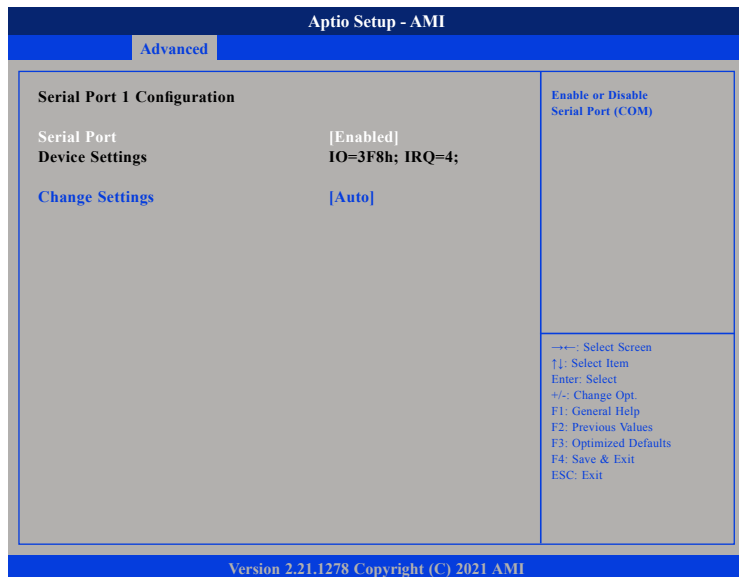 Aptio Setup - AMI
Advanced
Serial Port 1 Configuration
Serial Port [Enabled]
Device Settings IO=3F8h; IRQ=4;
Change Settings [Auto]
Enable or Disable
Serial Port (COM)
→←: Select Screen
↑↓: Select Item
Enter: Select
+/-: Change Opt.
F1: General Help
F2: Previous Values
F3: Optimized Defaults
F4: Save & Exit
ESC: Exit
Version 2.21.1278 Copyright (C) 2021 AMI